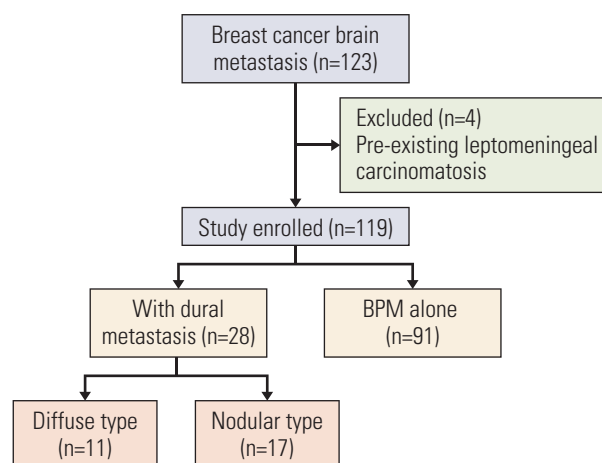 Breast cancer brain
metastasis (n=123)
Excluded (n=4)
Pre-existing leptomeningeal
carcinomatosis
Study enrolled (n=119)
With dural
metastasis (n=28)
BPM alone
(n=91)
Diffuse type
(n=11)
Nodular type
(n=17)